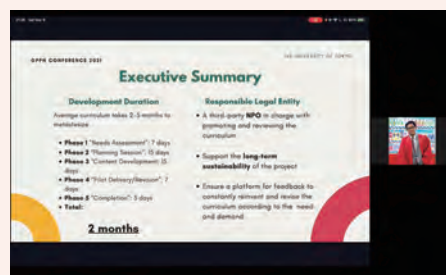 GPPN CONFERENCE 2021
THE UNIVERSITY OF TOKYO
Executive Summary
Development Duration
Average curriculum takes 2-3 months to
materialize
• Phase 1 "Needs Assessment": 7 days
• Phase 2 "Planning Session": 15 days
• Phase 3 "Content Development: 15
days
• Phase 4 "Pilot Delivery/Revision": 7
days
• Phase 5 "Completion": 5 days
• Total:
2 months
Responsible Legal Entity
• A third-party NPO in charge with
promoting and reviewing the
curriculum
• Support the long-term
sustainability of the project
• Ensure a platform for feedback to
constantly reinvent and revise the
curriculum according to the need
and demand